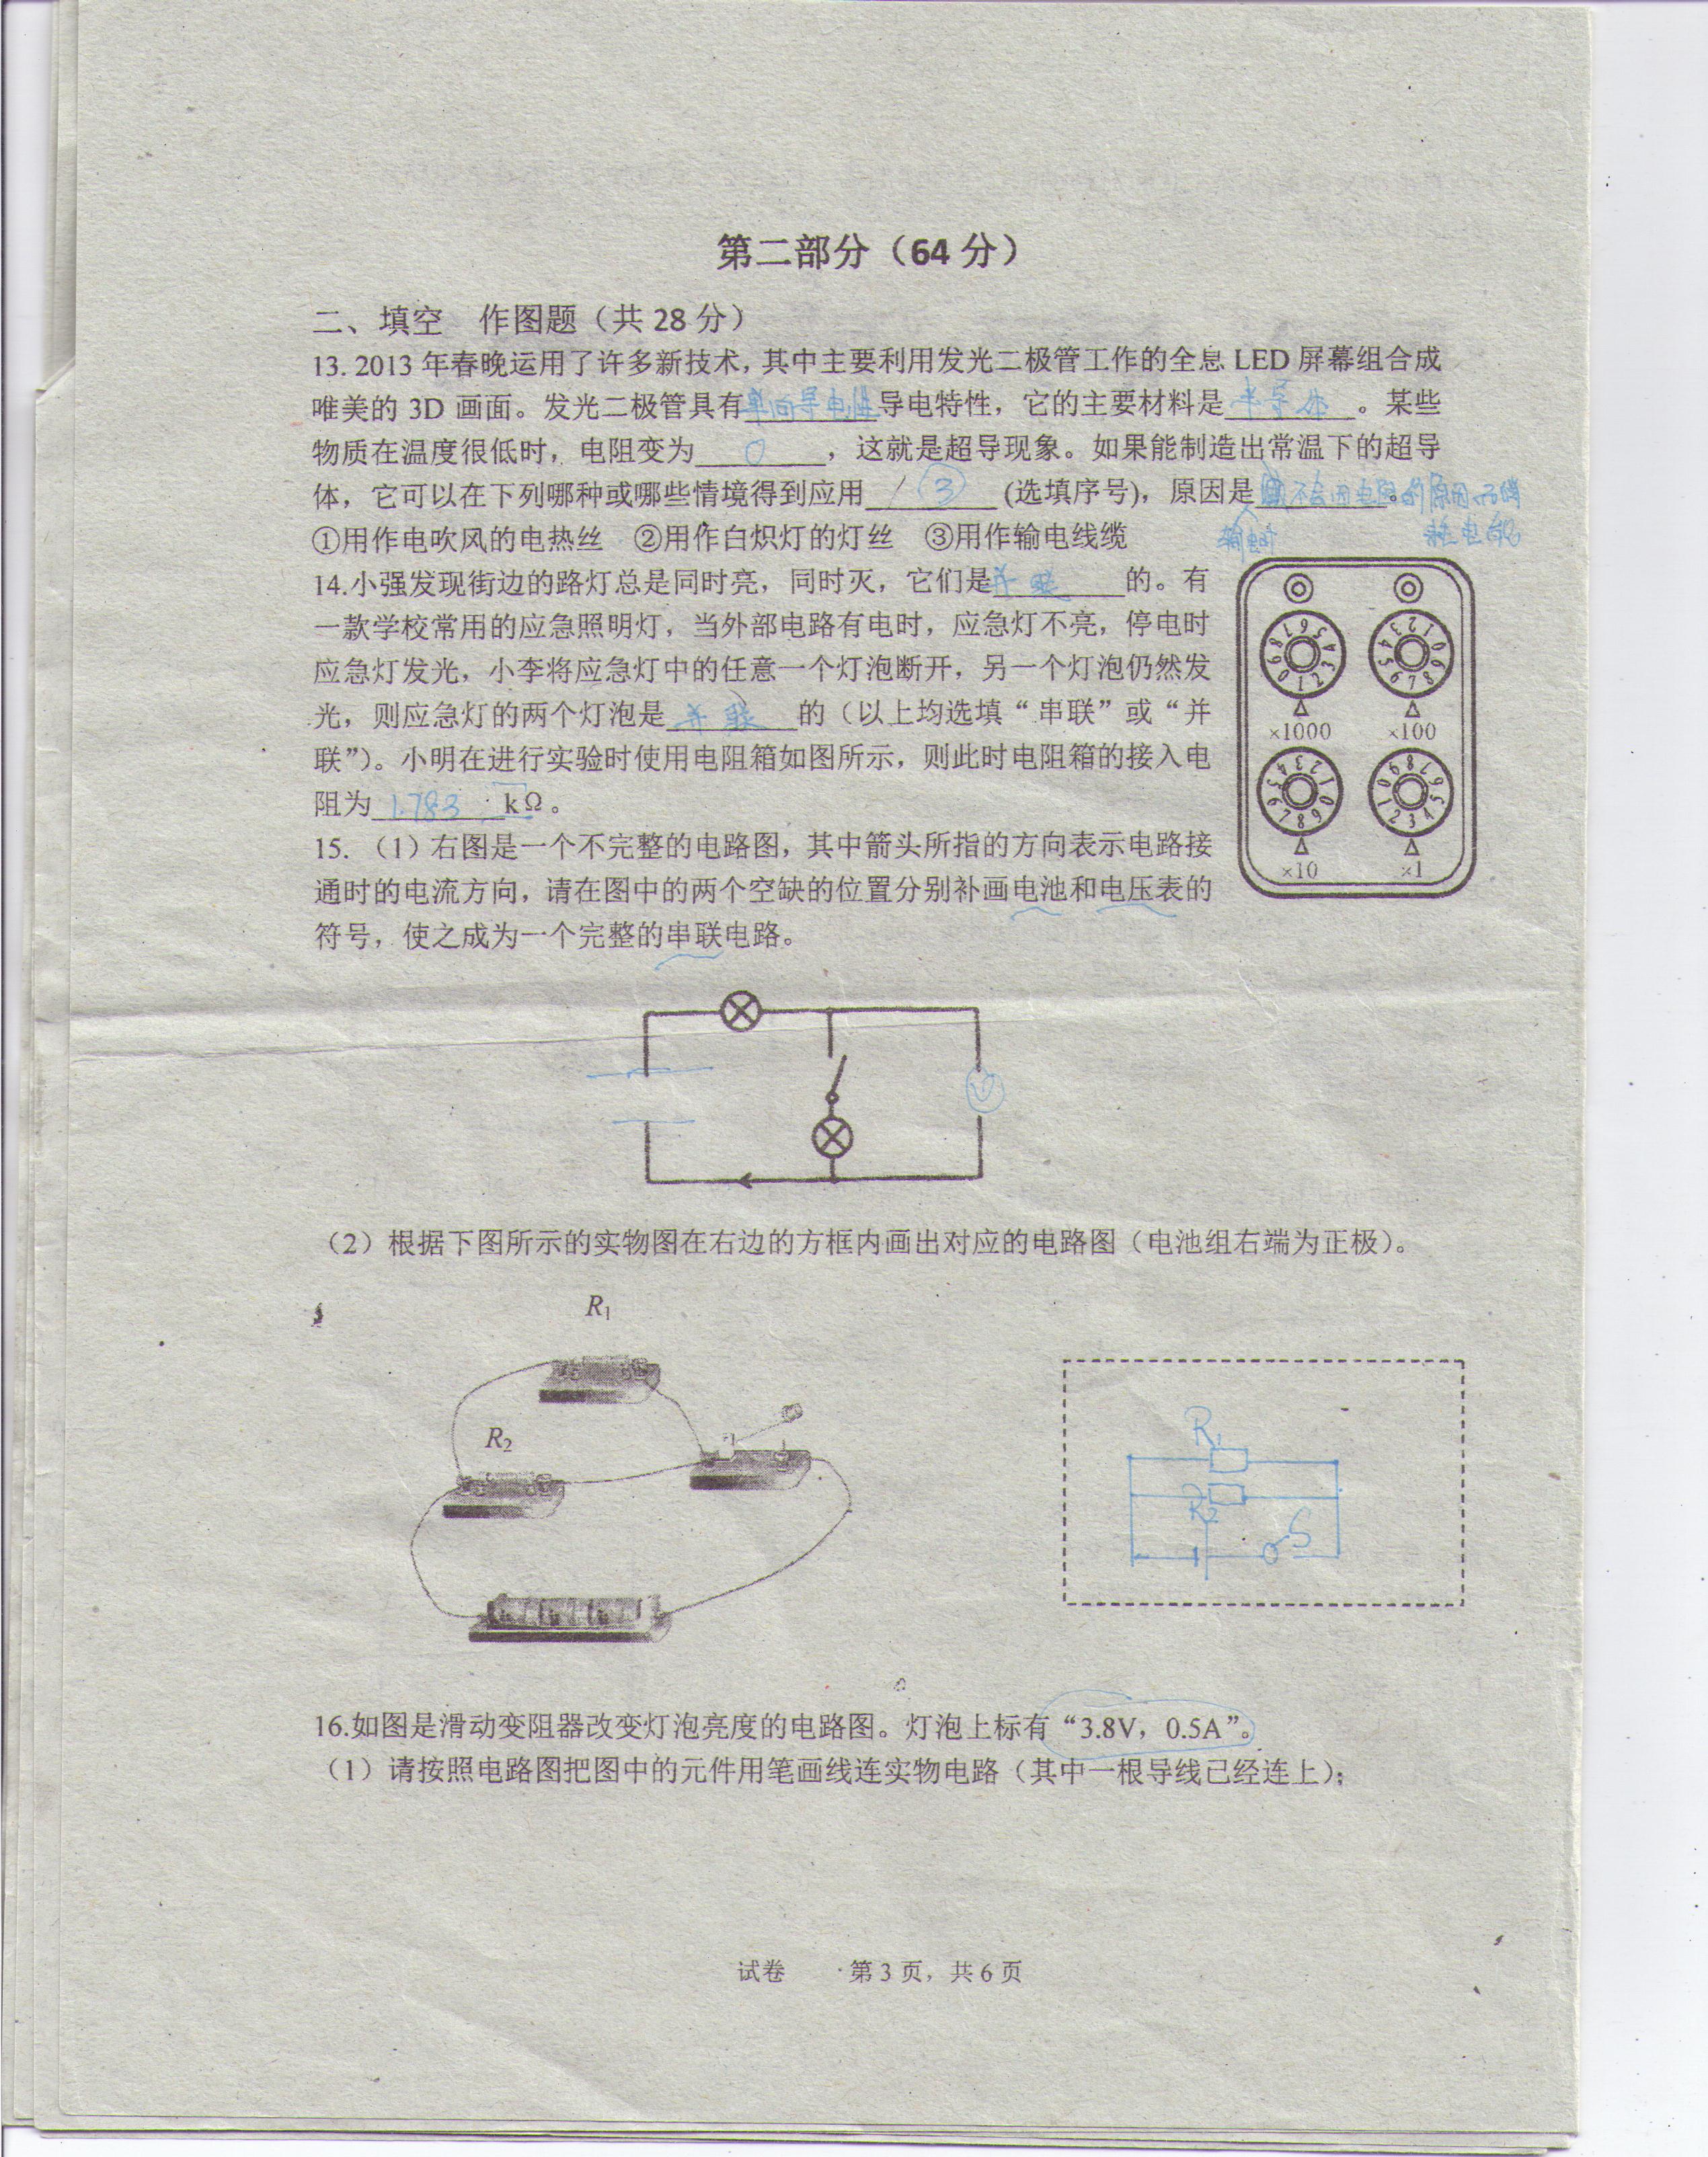 第二部分（64 分）
二、填空　作图题（共 28 分）
13. 2013 年春晚运用了许多新技术，其中主要利用发光二极管工作的全息 LED 屏幕组合成
唯美的 3D 画面。发光二极管具有单向导电性导电特性，它的主要材料是半导体。某些
物质在温度很低时，电阻变为 0 ，这就是超导现象。如果能制造出常温下的超导
体，它可以在下列哪种或哪些情境得到应用 ③ (选填序号)，原因是 不会因电阻的原因而消
输电时 耗电能
①用作电吹风的电热丝　②用作白炽灯的灯丝　③用作输电线缆
14.小强发现街边的路灯总是同时亮，同时灭，它们是并联的。有
一款学校常用的应急照明灯，当外部电路有电时，应急灯不亮，停电时
应急灯发光，小李将应急灯中的任意一个灯泡断开，另一个灯泡仍然发
光，则应急灯的两个灯泡是并联的（以上均选填“串联”或“并
联”）。小明在进行实验时使用电阻箱如图所示，则此时电阻箱的接入电
阻为 1.783 kΩ。
×1000 ×100
×10 ×1
15. （1）右图是一个不完整的电路图，其中箭头所指的方向表示电路接
通时的电流方向，请在图中的两个空缺的位置分别补画电池和电压表的
符号，使之成为一个完整的串联电路。
V
（2）根据下图所示的实物图在右边的方框内画出对应的电路图（电池组右端为正极）。
R₁
R₂
R₁
R₂
S
16.如图是滑动变阻器改变灯泡亮度的电路图。灯泡上标有“3.8V，0.5A”。
（1）请按照电路图把图中的元件用笔画线连实物电路（其中一根导线已经连上）；
试卷　第 3 页，共 6 页